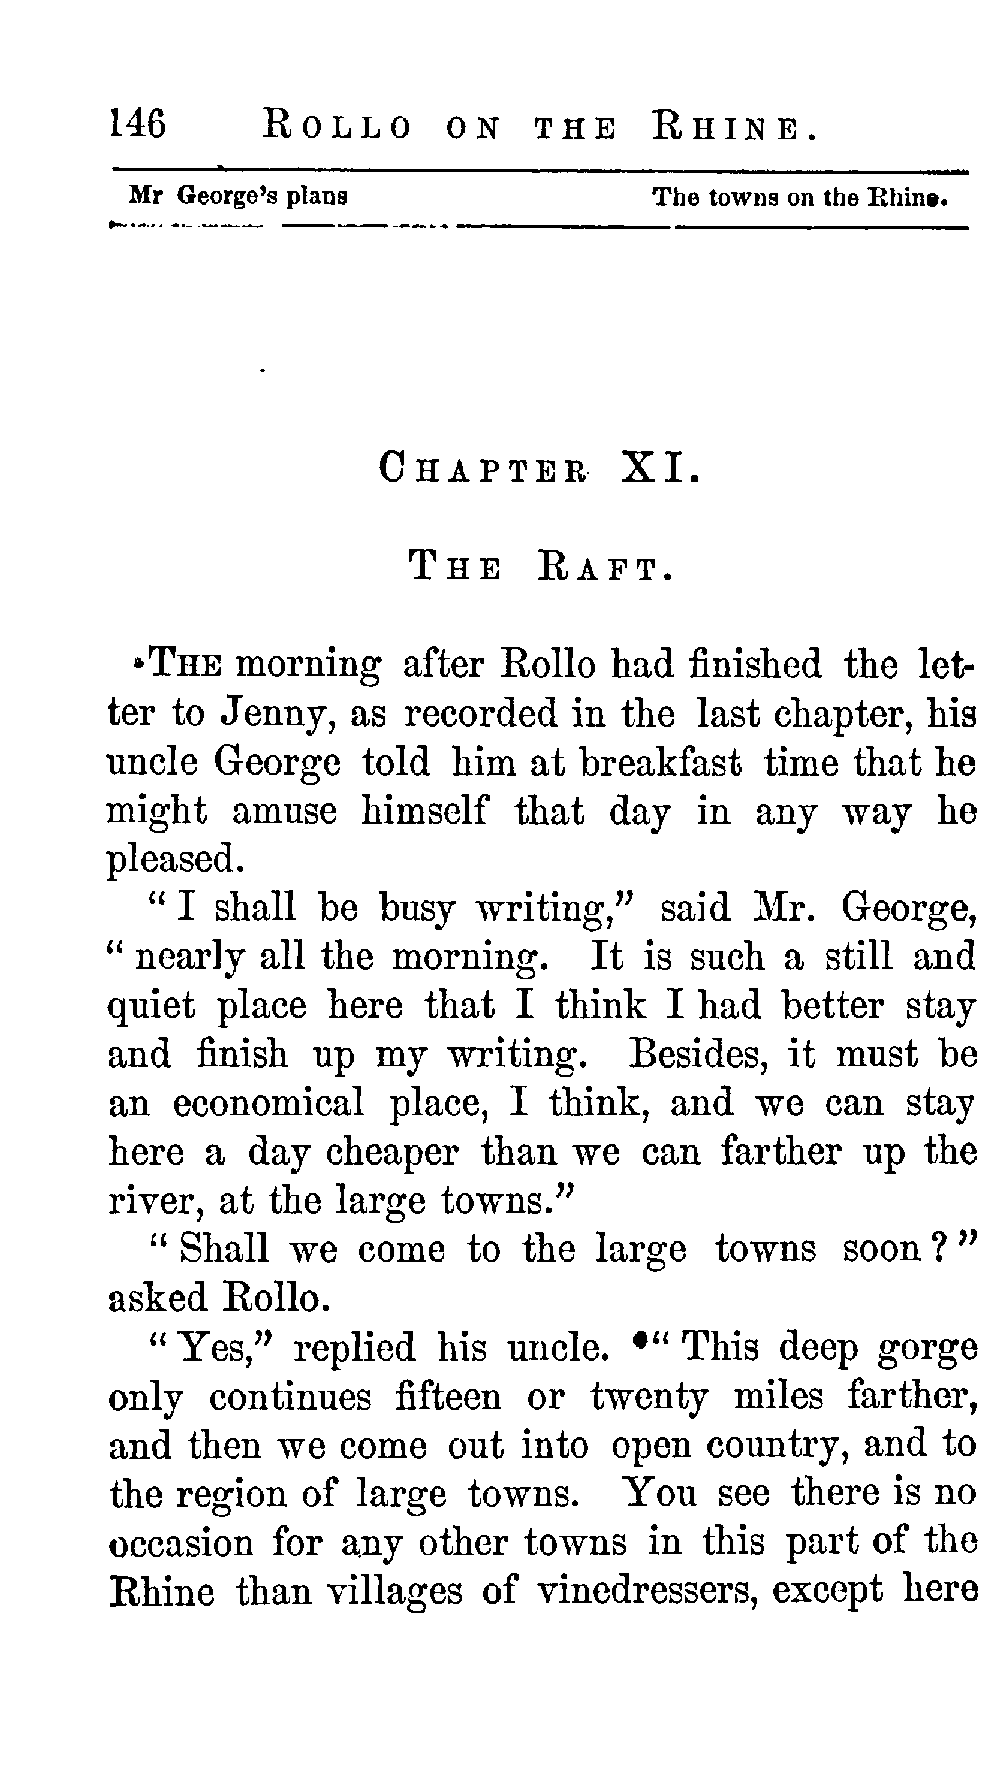 146 ROLLO ON THE RHINE.
Mr George's plans The towns on the Rhine.
CHAPTER XI.
THE RAFT.
THE morning after Rollo had finished the let-
ter to Jenny, as recorded in the last chapter, his
uncle George told him at breakfast time that he
might amuse himself that day in any way he
pleased.
" I shall be busy writing," said Mr. George,
" nearly all the morning. It is such a still and
quiet place here that I think I had better stay
and finish up my writing. Besides, it must be
an economical place, I think, and we can stay
here a day cheaper than we can farther up the
river, at the large towns."
" Shall we come to the large towns soon ? "
asked Rollo.
" Yes," replied his uncle. " This deep gorge
only continues fifteen or twenty miles farther,
and then we come out into open country, and to
the region of large towns. You see there is no
occasion for any other towns in this part of the
Rhine than villages of vinedressers, except here